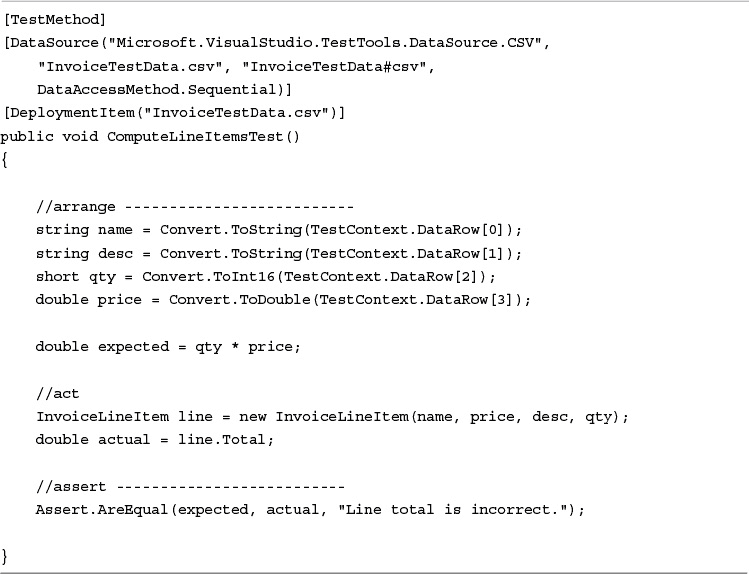 [TestMethod]
[DataSource("Microsoft.VisualStudio.TestTools.DataSource.CSV",
    "InvoiceTestData.csv", "InvoiceTestData#csv",
    DataAccessMethod.Sequential)]
[DeploymentItem("InvoiceTestData.csv")]
public void ComputeLineItemsTest()
{
    //arrange --------------------------
    string name = Convert.ToString(TestContext.DataRow[0]);
    string desc = Convert.ToString(TestContext.DataRow[1]);
    short qty = Convert.ToInt16(TestContext.DataRow[2]);
    double price = Convert.ToDouble(TestContext.DataRow[3]);
    double expected = qty * price;
    //act
    InvoiceLineItem line = new InvoiceLineItem(name, price, desc, qty);
    double actual = line.Total;
    //assert --------------------------
    Assert.AreEqual(expected, actual, "Line total is incorrect.");
}